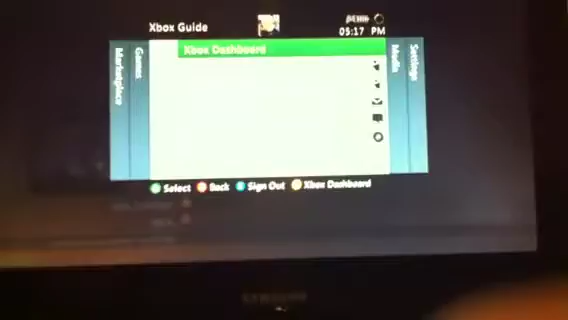 Xbox Guide
05:17 PM
Xbox Dashboard
Marketplace
Games
Media
Settings
Select Back Sign Out Xbox Dashboard
SAMSUNG